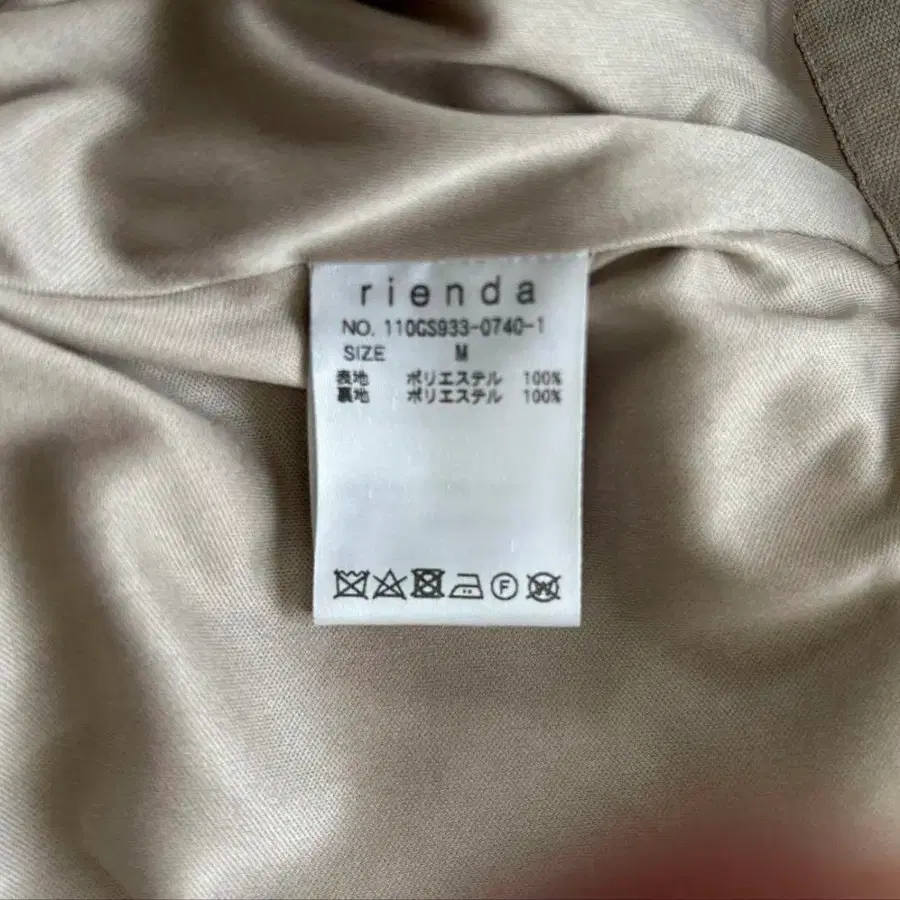 rienda
NO. 110CS933-0740-1
SIZE M
表地 ポリエステル 100%
裏地 ポリエステル 100%
F W